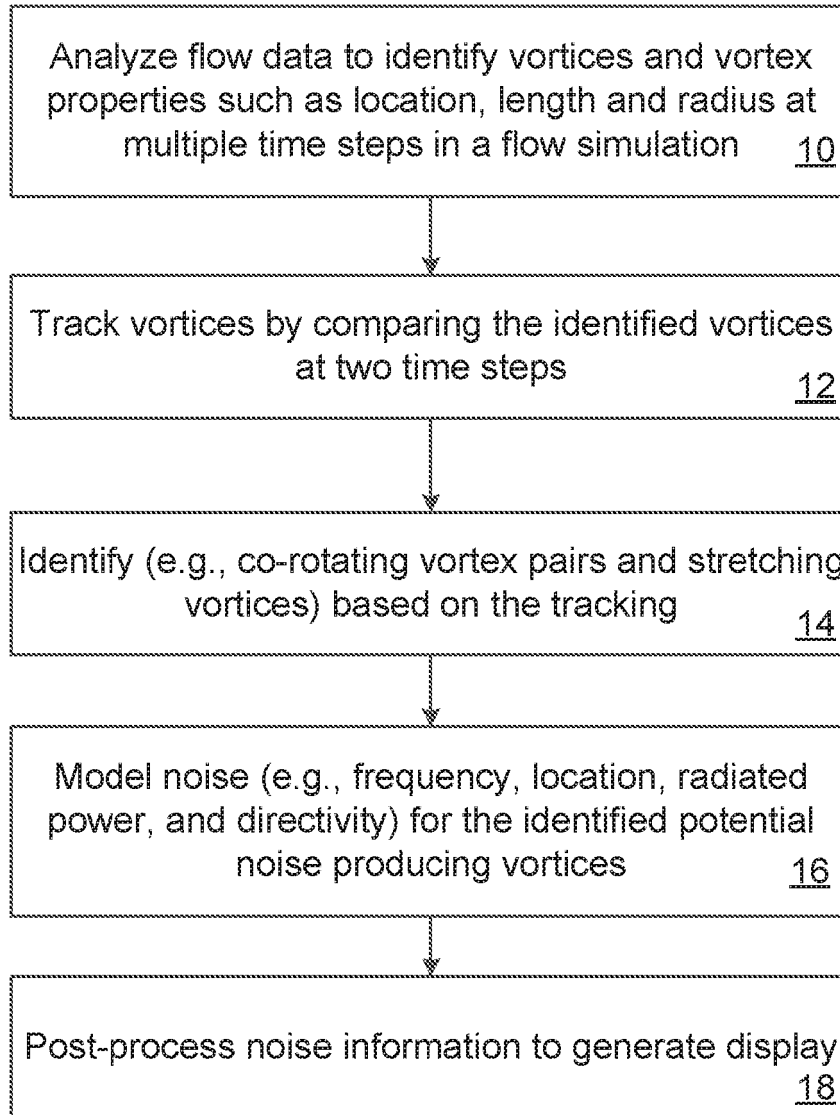 Analyze flow data to identify vortices and vortex
properties such as location, length and radius at
multiple time steps in a flow simulation
10
Track vortices by comparing the identified vortices
at two time steps
12
Identify (e.g., co-rotating vortex pairs and stretching
vortices) based on the tracking
14
Model noise (e.g., frequency, location, radiated
power, and directivity) for the identified potential
noise producing vortices
16
Post-process noise information to generate display
18